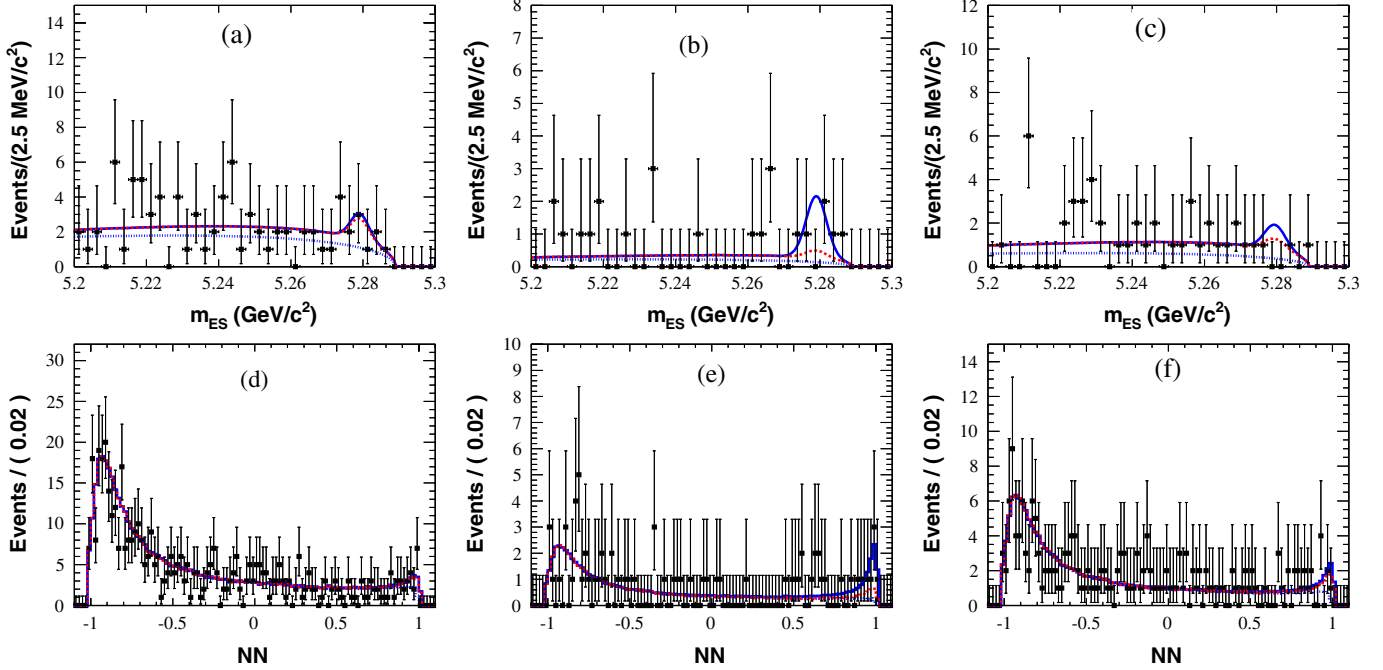 (a)
Events/(2.5 MeV/c²)
14
12
10
8
6
4
2
0
5.2 5.22 5.24 5.26 5.28 5.3
m_ES (GeV/c²)
(b)
Events/(2.5 MeV/c²)
8
7
6
5
4
3
2
1
0
5.2 5.22 5.24 5.26 5.28 5.3
m_ES (GeV/c²)
(c)
Events/(2.5 MeV/c²)
12
10
8
6
4
2
0
5.2 5.22 5.24 5.26 5.28 5.3
m_ES (GeV/c²)
(d)
Events / ( 0.02 )
30
25
20
15
10
5
0
-1 -0.5 0 0.5 1
NN
(e)
Events / ( 0.02 )
10
9
8
7
6
5
4
3
2
1
0
-1 -0.5 0 0.5 1
NN
(f)
Events / ( 0.02 )
14
12
10
8
6
4
2
0
-1 -0.5 0 0.5 1
NN